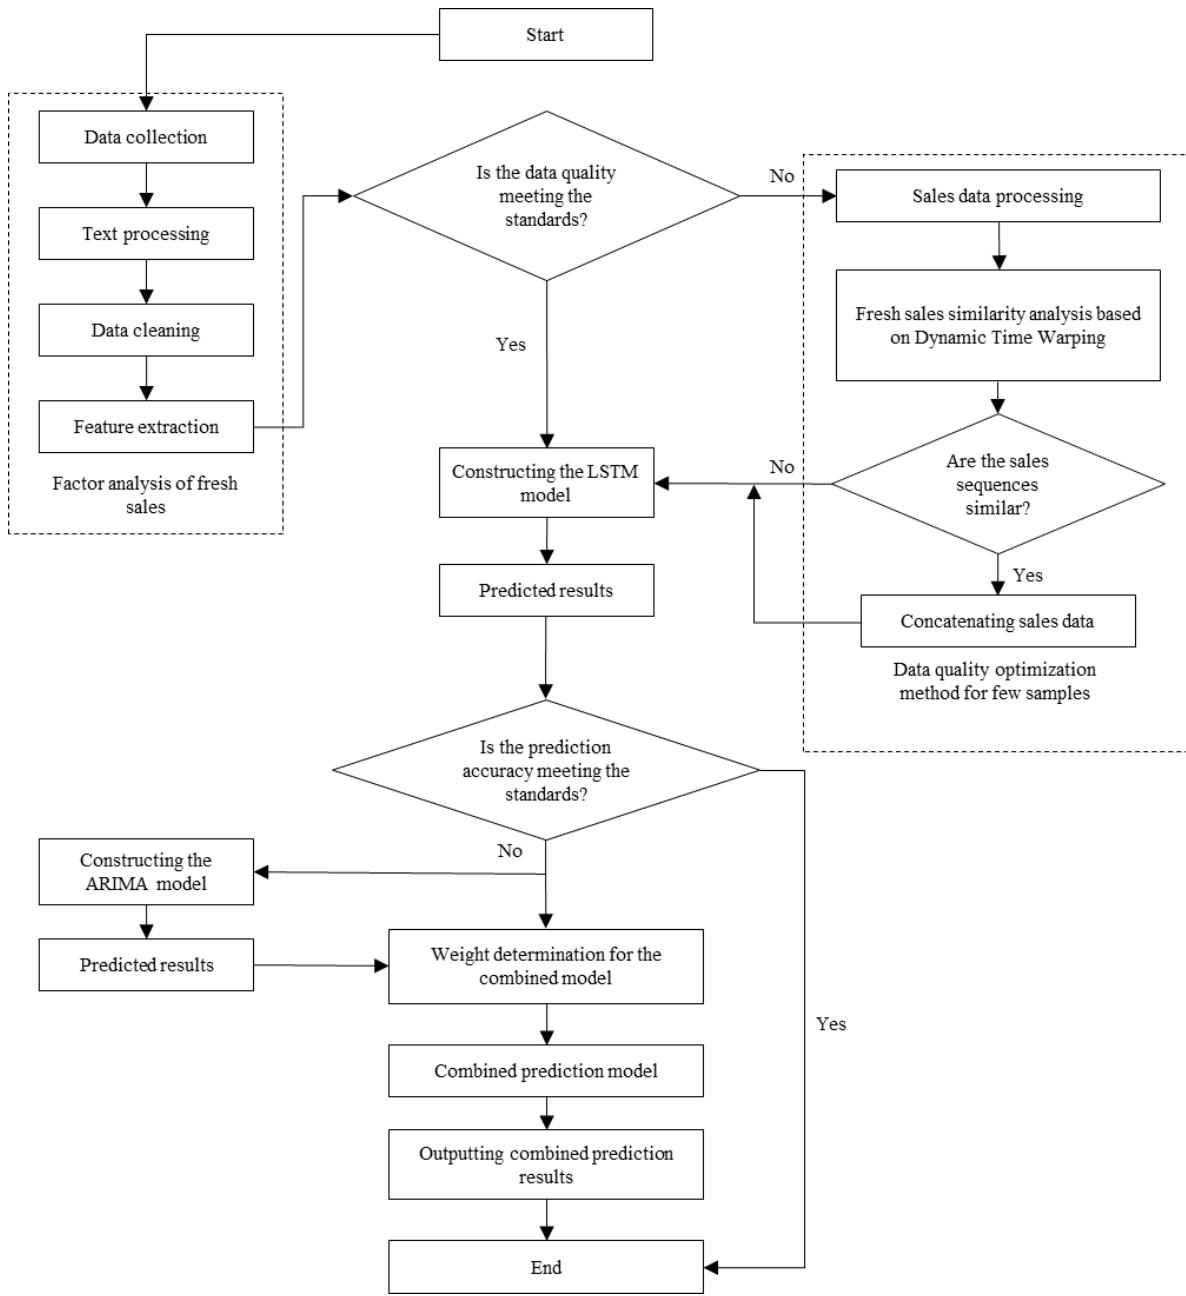 Start
Data collection
Text processing
Data cleaning
Feature extraction
Factor analysis of fresh
sales
Is the data quality
meeting the
standards?
No
Yes
Sales data processing
Fresh sales similarity analysis based
on Dynamic Time Warping
Are the sales
sequences
similar?
No
Yes
Concatenating sales data
Data quality optimization
method for few samples
Constructing the LSTM
model
Predicted results
Is the prediction
accuracy meeting the
standards?
No
Yes
Constructing the
ARIMA model
Predicted results
Weight determination for the
combined model
Combined prediction model
Outputting combined prediction
results
End